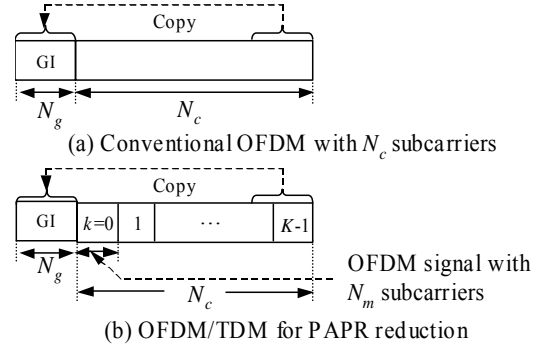 Copy
GI
N_g
N_c
(a) Conventional OFDM with N_c subcarriers
Copy
GI k=0 1 ··· K-1
N_g
N_c
OFDM signal with
N_m subcarriers
(b) OFDM/TDM for PAPR reduction